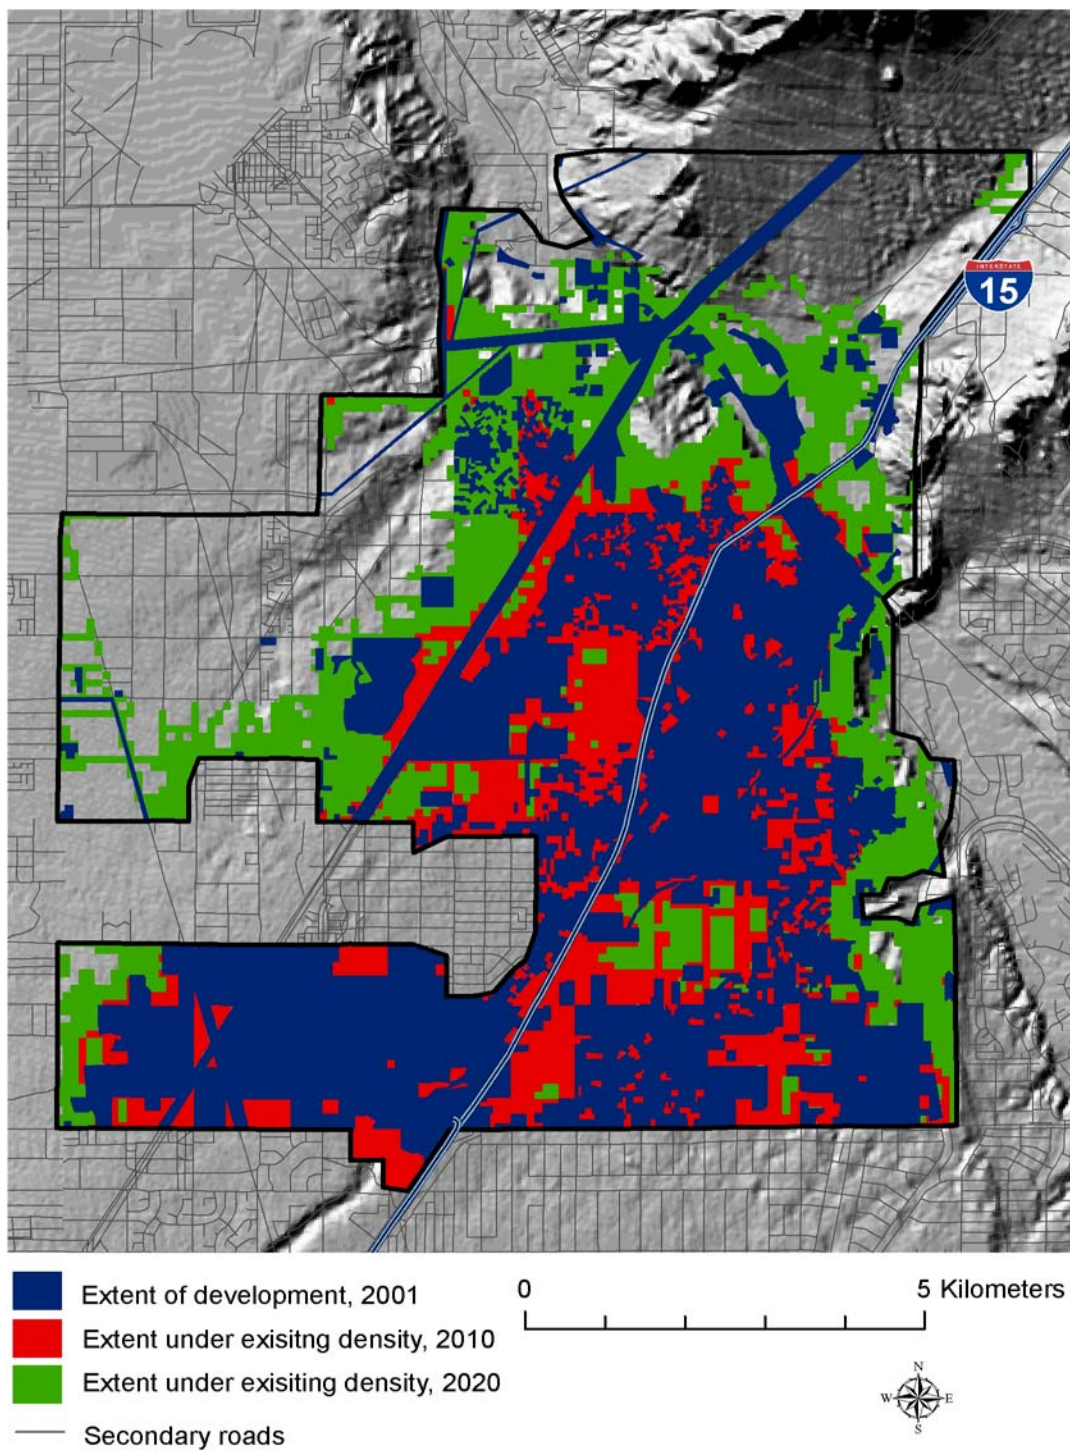 INTERSTATE
15
Extent of development, 2001
Extent under exisitng density, 2010
Extent under exisiting density, 2020
Secondary roads
0 5 Kilometers
N
W E
S